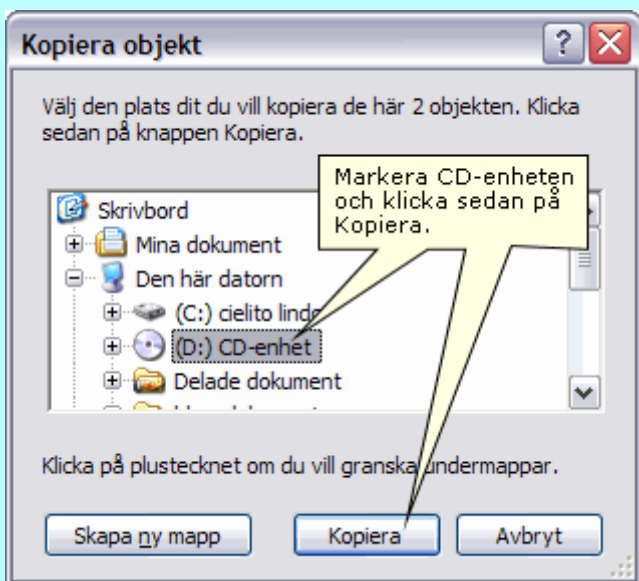 Kopiera objekt
Välj den plats dit du vill kopiera de här 2 objekten. Klicka
sedan på knappen Kopiera.
Markera CD-enheten
och klicka sedan på
Kopiera.
Skrivbord
Mina dokument
Den här datorn
(C:) cielito lindo
(D:) CD-enhet
Delade dokument
Klicka på plustecknet om du vill granska undermappar.
Skapa ny mapp
Kopiera
Avbryt